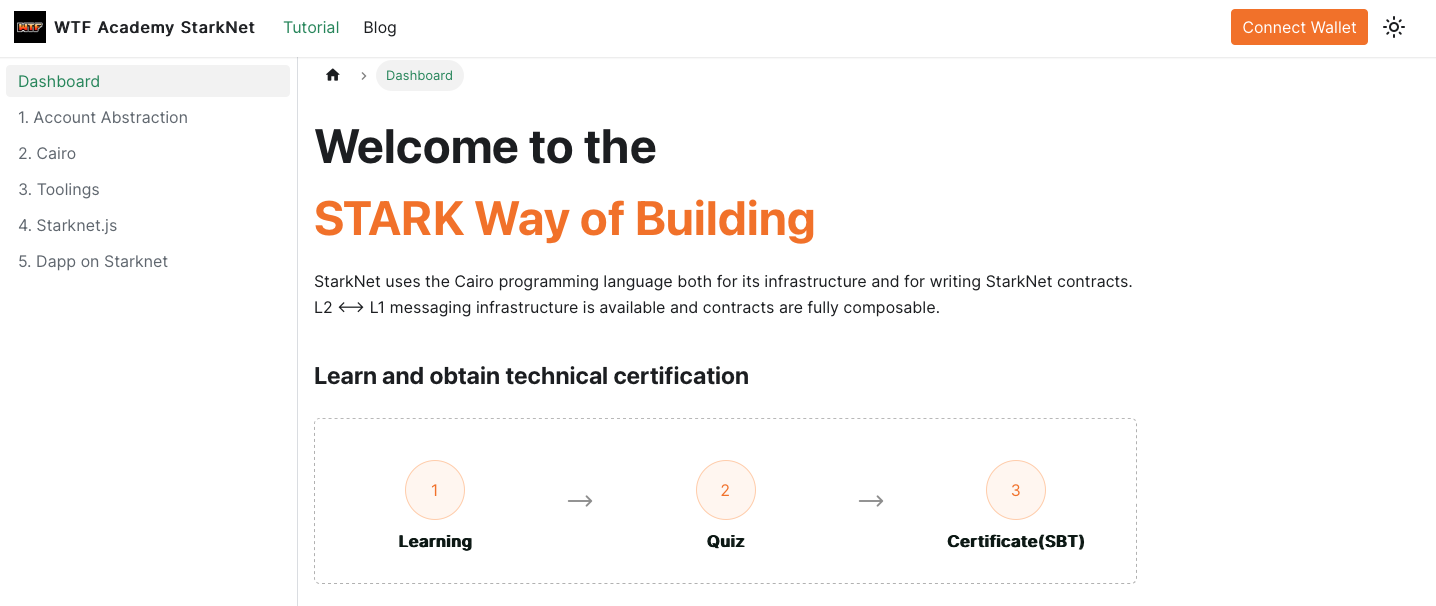 WTF
WTF Academy StarkNet
Tutorial
Blog
Connect Wallet
Dashboard
1. Account Abstraction
2. Cairo
3. Toolings
4. Starknet.js
5. Dapp on Starknet
Dashboard
Welcome to the
STARK Way of Building
StarkNet uses the Cairo programming language both for its infrastructure and for writing StarkNet contracts.
L2 <--> L1 messaging infrastructure is available and contracts are fully composable.
Learn and obtain technical certification
1
Learning
2
Quiz
3
Certificate(SBT)